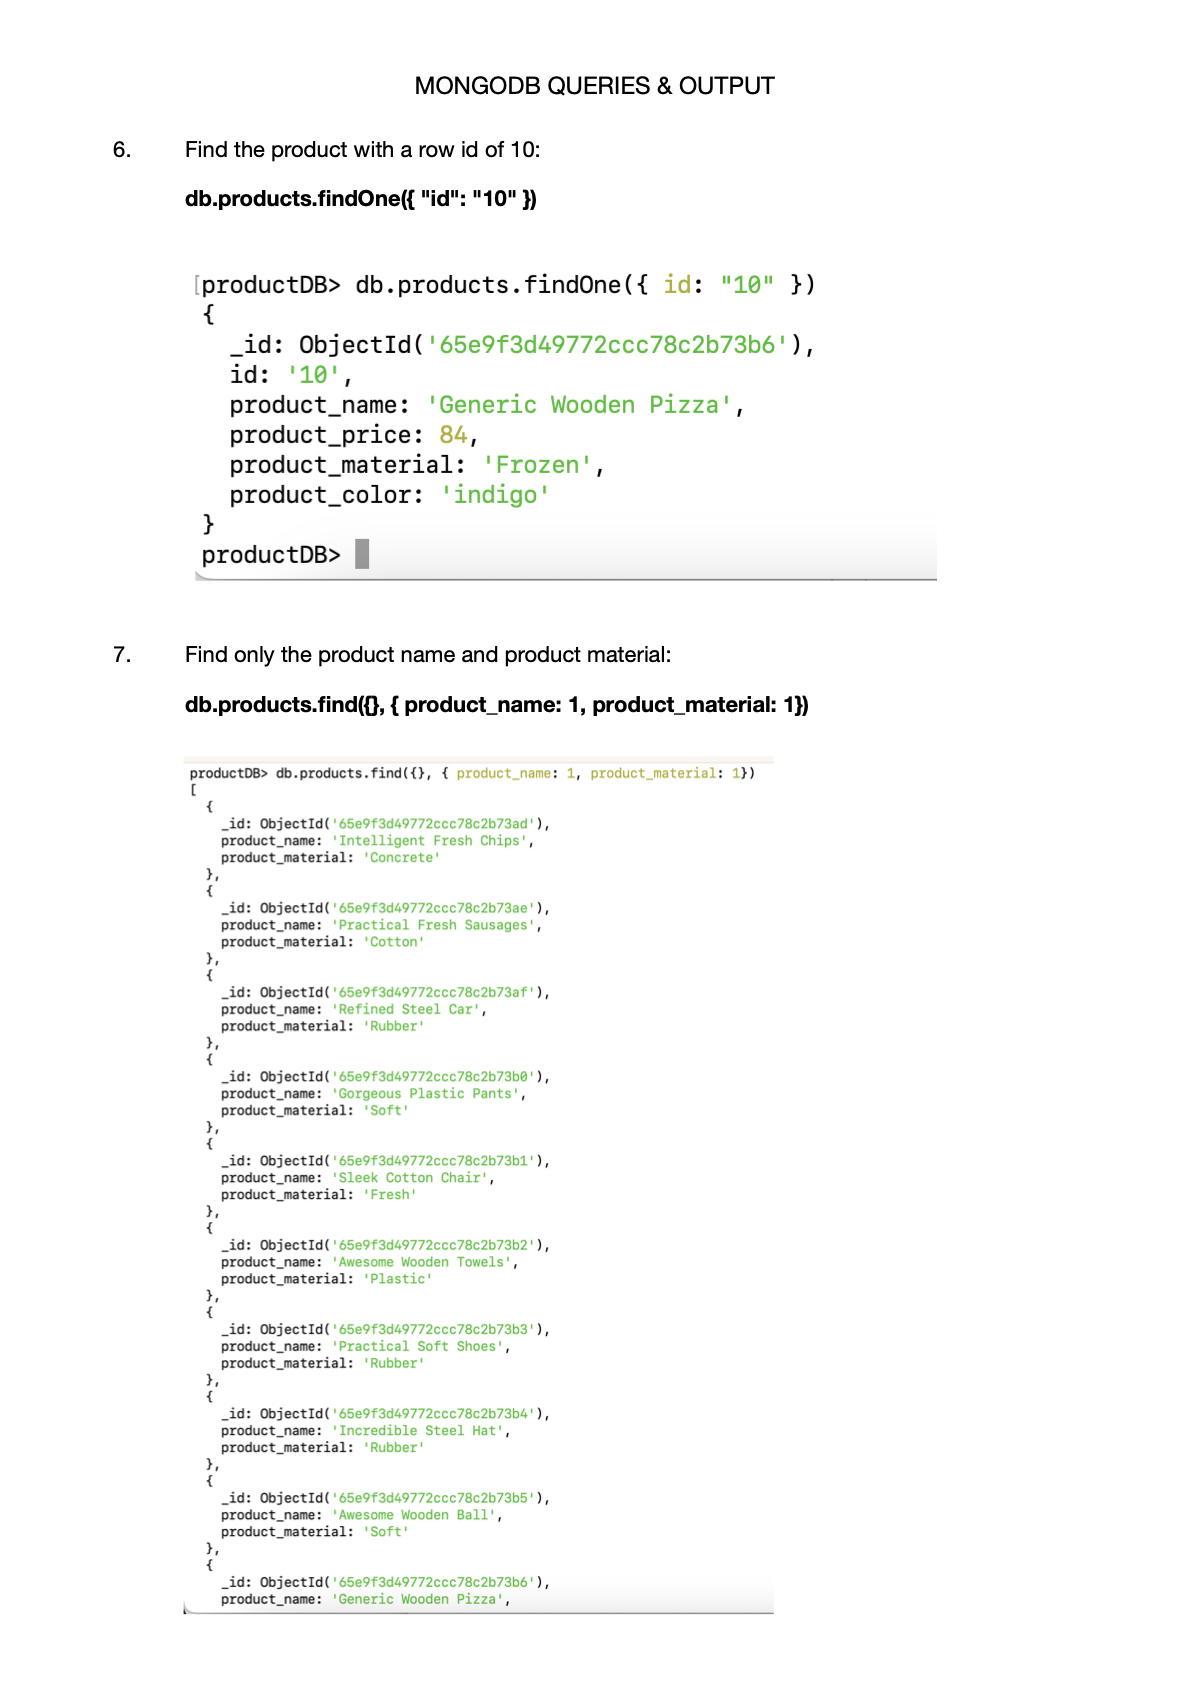 MONGODB QUERIES & OUTPUT
6. Find the product with a row id of 10:
db.products.findOne({ "id": "10" })
[productDB> db.products.findOne({ id: "10" })
{
_id: ObjectId('65e9f3d49772ccc78c2b73b6'),
id: '10',
product_name: 'Generic Wooden Pizza',
product_price: 84,
product_material: 'Frozen',
product_color: 'indigo'
}
productDB>
7. Find only the product name and product material:
db.products.find({}, { product_name: 1, product_material: 1})
productDB> db.products.find({}, { product_name: 1, product_material: 1})
[
{
_id: ObjectId('65e9f3d49772ccc78c2b73ad'),
product_name: 'Intelligent Fresh Chips',
product_material: 'Concrete'
},
{
_id: ObjectId('65e9f3d49772ccc78c2b73ae'),
product_name: 'Practical Fresh Sausages',
product_material: 'Cotton'
},
{
_id: ObjectId('65e9f3d49772ccc78c2b73af'),
product_name: 'Refined Steel Car',
product_material: 'Rubber'
},
{
_id: ObjectId('65e9f3d49772ccc78c2b73b0'),
product_name: 'Gorgeous Plastic Pants',
product_material: 'Soft'
},
{
_id: ObjectId('65e9f3d49772ccc78c2b73b1'),
product_name: 'Sleek Cotton Chair',
product_material: 'Fresh'
},
{
_id: ObjectId('65e9f3d49772ccc78c2b73b2'),
product_name: 'Awesome Wooden Towels',
product_material: 'Plastic'
},
{
_id: ObjectId('65e9f3d49772ccc78c2b73b3'),
product_name: 'Practical Soft Shoes',
product_material: 'Rubber'
},
{
_id: ObjectId('65e9f3d49772ccc78c2b73b4'),
product_name: 'Incredible Steel Hat',
product_material: 'Rubber'
},
{
_id: ObjectId('65e9f3d49772ccc78c2b73b5'),
product_name: 'Awesome Wooden Ball',
product_material: 'Soft'
},
{
_id: ObjectId('65e9f3d49772ccc78c2b73b6'),
product_name: 'Generic Wooden Pizza',